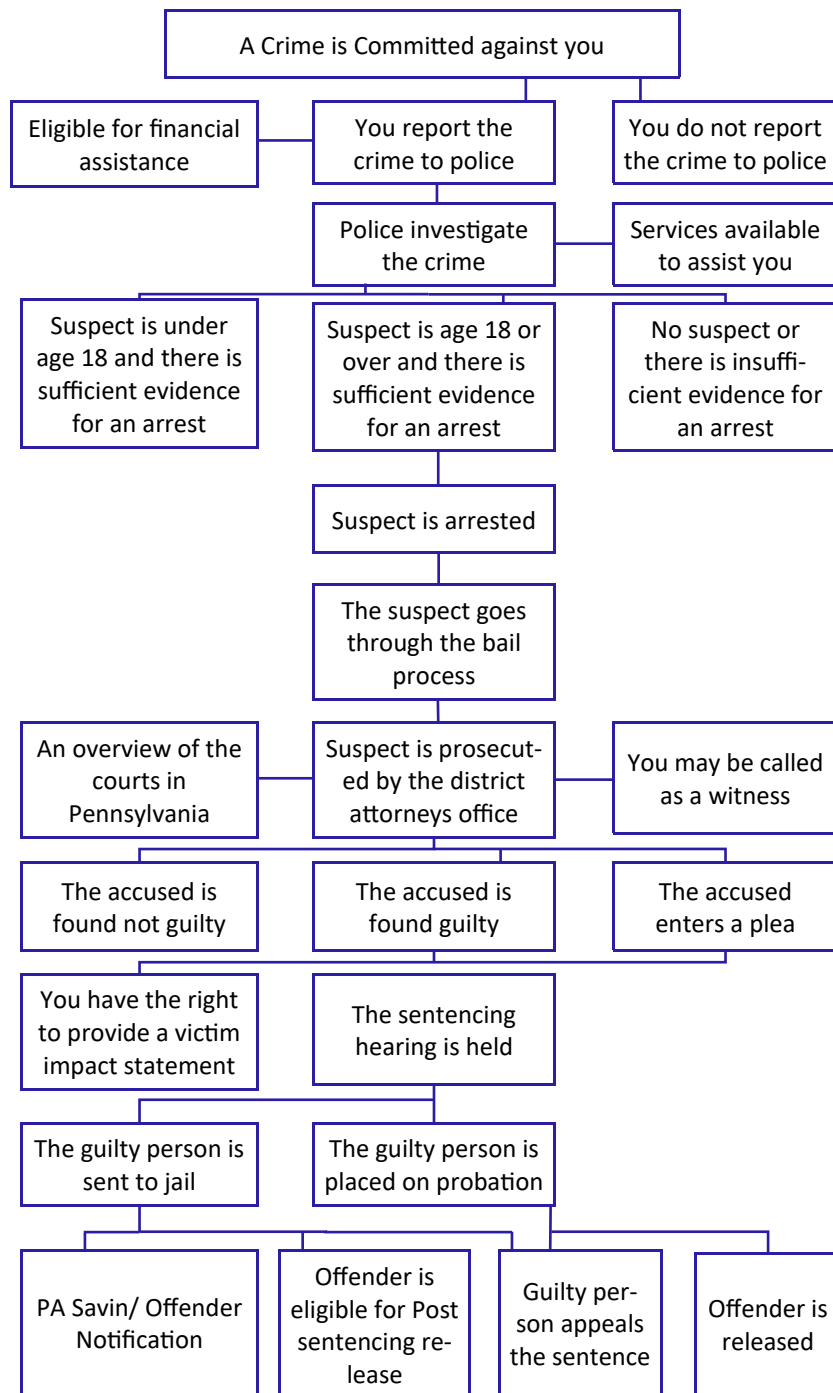 A Crime is Committed against you
Eligible for financial
assistance
You report the
crime to police
You do not report
the crime to police
Police investigate
the crime
Services available
to assist you
Suspect is under
age 18 and there is
sufficient evidence
for an arrest
Suspect is age 18 or
over and there is
sufficient evidence
for an arrest
No suspect or
there is insuffi-
cient evidence for
an arrest
Suspect is arrested
The suspect goes
through the bail
process
An overview of the
courts in
Pennsylvania
Suspect is prosecut-
ed by the district
attorneys office
You may be called
as a witness
The accused is
found not guilty
The accused is
found guilty
The accused
enters a plea
You have the right
to provide a victim
impact statement
The sentencing
hearing is held
The guilty person is
sent to jail
The guilty person is
placed on probation
PA Savin/ Offender
Notification
Offender is
eligible for Post
sentencing re-
lease
Guilty per-
son appeals
the sentence
Offender is
released